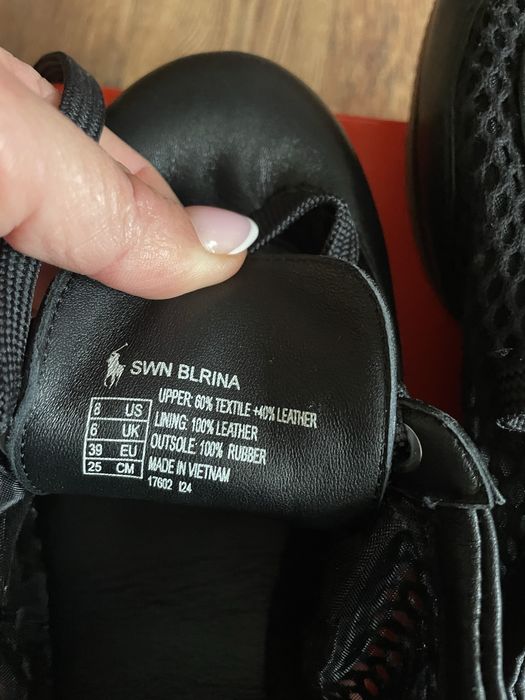 SWN BLRINA
8 US
6 UK
39 EU
25 CM
UPPER: 60% TEXTILE +40% LEATHER
LINING: 100% LEATHER
OUTSOLE: 100% RUBBER
MADE IN VIETNAM
17602 I24